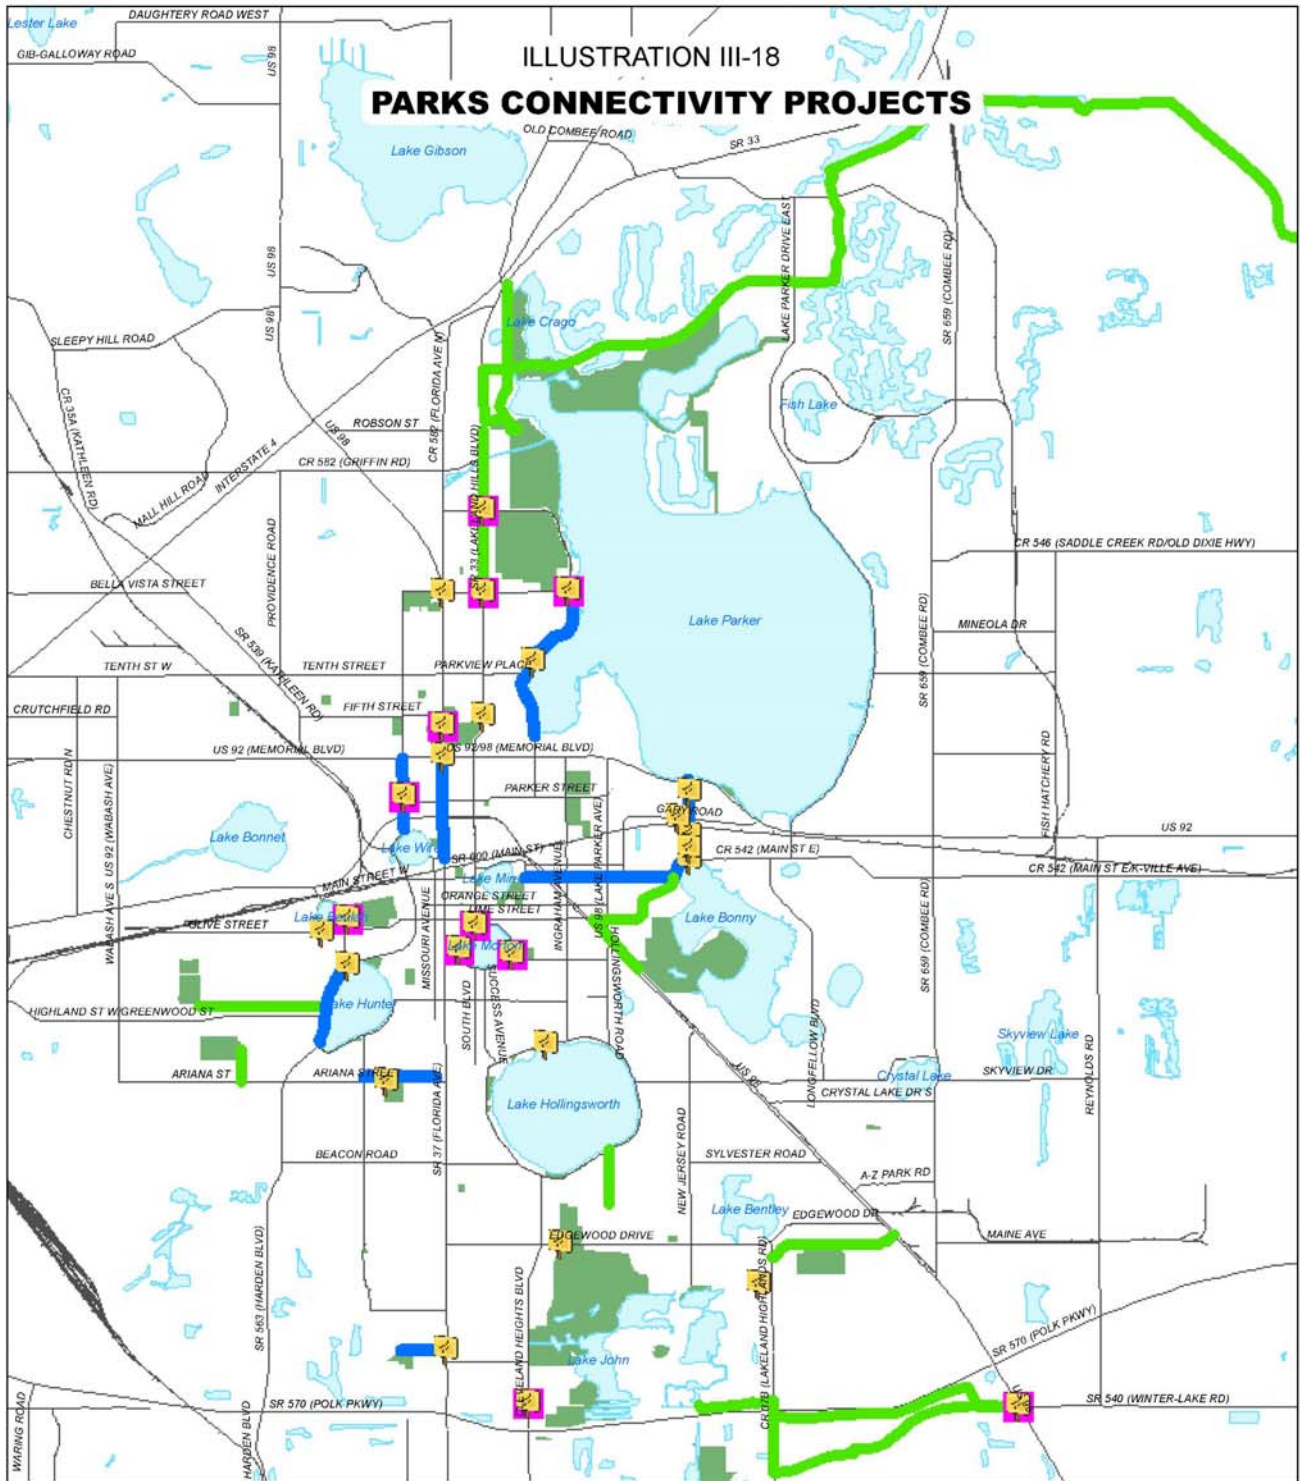 DAUGHTERY ROAD WEST
Lester Lake
GIB-GALLOWAY ROAD
US 98
ILLUSTRATION III-18
PARKS CONNECTIVITY PROJECTS
OLD COMBEE ROAD
SR 33
Lake Gibson
LAKE PARKER DRIVE EAST
SR 659 (COMBEE RD)
US 98
US 98
Lake Crago
SLEEPY HILL ROAD
CR 582 (FLORIDA AVE N)
CR 35A (KATHLEEN RD)
Fish Lake
ROBSON ST
US 98
INTERSTATE 4
CR 582 (GRIFFIN RD)
MALL HILL ROAD
SR 33 (LAKELAND HILLS BLVD)
PROVIDENCE ROAD
CR 546 (SADDLE CREEK RD/OLD DIXIE HWY)
BELLA VISTA STREET
Lake Parker
SR 659 (COMBEE RD)
MINEOLA DR
SR 539 (KATHLEEN RD)
TENTH ST W
TENTH STREET
PARKVIEW PLACE
CRUTCHFIELD RD
FIFTH STREET
US 92 (MEMORIAL BLVD)
US 92/98 (MEMORIAL BLVD)
CHESTNUT RD N
US 92 (WABASH AVE)
FISH HATCHERY RD
PARKER STREET
GARY ROAD
US 92
Lake Bonnet
Lake Wire
SR 600 (MAIN ST)
CR 542 (MAIN ST E)
CR 542 (MAIN ST E/K-VILLE AVE)
MAIN STREET W
Lake Mirror
ORANGE STREET
LIME STREET
INGRAHAM AVENUE
US 98 (LAKE PARKER AVE)
Lake Beulah
OLIVE STREET
WABASH AVE S
MISSOURI AVENUE
Lake Morton
Lake Bonny
HOLLINGSWORTH ROAD
SR 659 (COMBEE RD)
Lake Hunter
HIGHLAND ST W/GREENWOOD ST
SOUTH BLVD
SUCCESS AVENUE
LONGFELLOW BLVD
Skyview Lake
REYNOLDS RD
ARIANA ST
ARIANA STREET
US 98
Crystal Lake
SKYVIEW DR
CRYSTAL LAKE DR S
Lake Hollingsworth
SR 37 (FLORIDA AVE)
BEACON ROAD
NEW JERSEY ROAD
SYLVESTER ROAD
A-Z PARK RD
Lake Bentley
EDGEWOOD DR
EDGEWOOD DRIVE
MAINE AVE
SR 563 (HARDEN BLVD)
CLEVELAND HEIGHTS BLVD
CR 37B (LAKELAND HIGHLANDS RD)
SR 570 (POLK PKWY)
Lake John
WARING ROAD
HARDEN BLVD
SR 570 (POLK PKWY)
SR 540 (WINTER-LAKE RD)